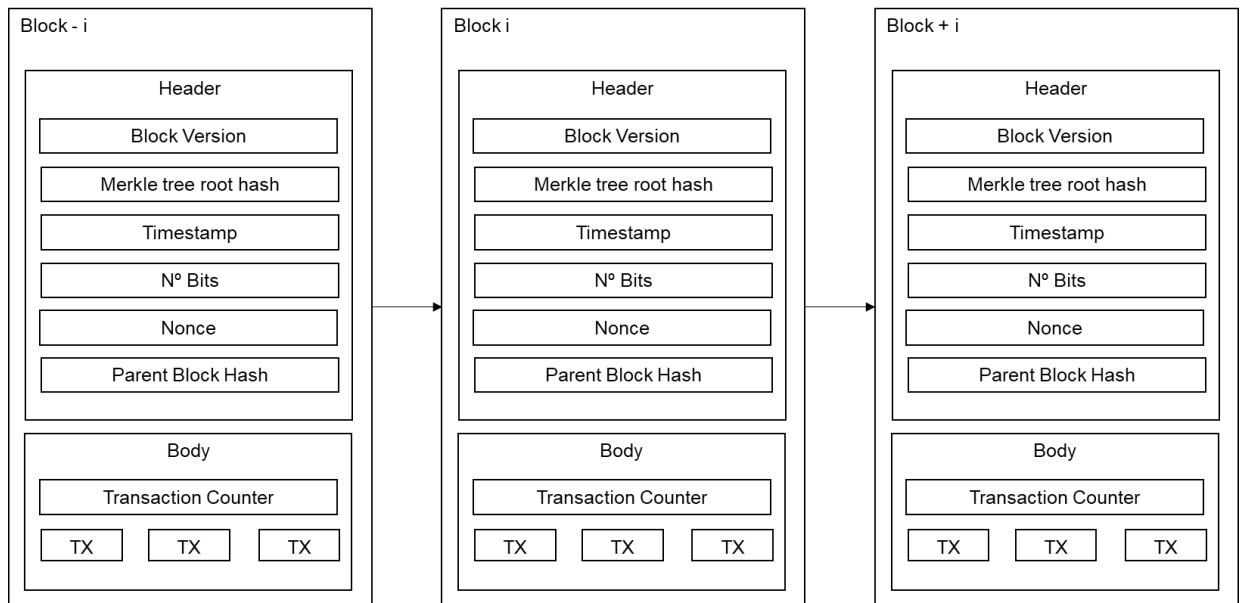 Block - i
Header
Block Version
Merkle tree root hash
Timestamp
Nº Bits
Nonce
Parent Block Hash
Body
Transaction Counter
TX TX TX
Block i
Header
Block Version
Merkle tree root hash
Timestamp
Nº Bits
Nonce
Parent Block Hash
Body
Transaction Counter
TX TX TX
Block + i
Header
Block Version
Merkle tree root hash
Timestamp
Nº Bits
Nonce
Parent Block Hash
Body
Transaction Counter
TX TX TX